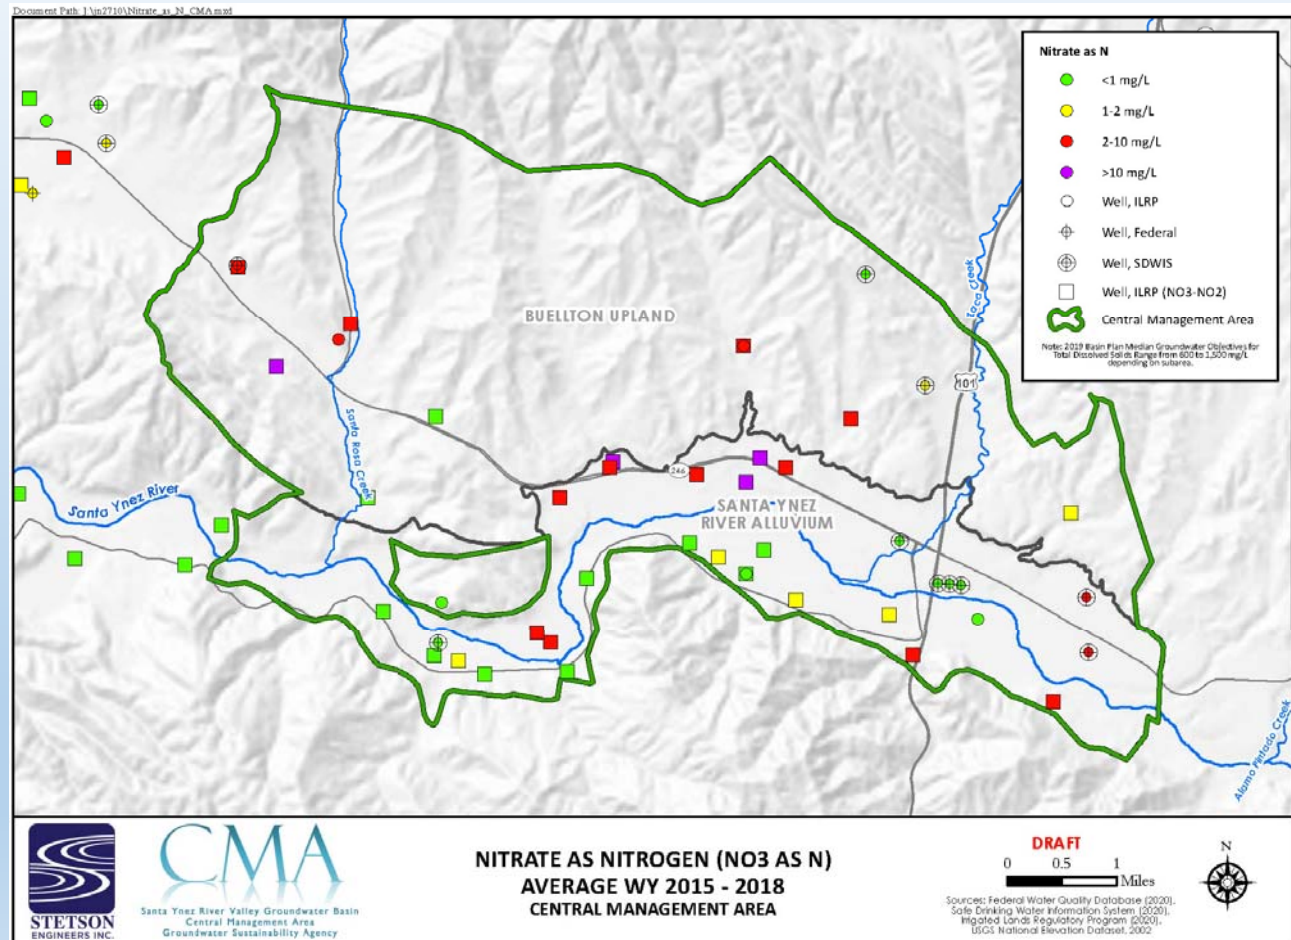 Document Path: J:\jn2710\Nitrate_as_N_CMA.mxd
Nitrate as N
<1 mg/L
1-2 mg/L
2-10 mg/L
>10 mg/L
Well, ILRP
Well, Federal
Well, SDWIS
Well, ILRP (NO3-NO2)
Central Management Area
Note: 2019 Basin Plan Median Groundwater Objectives for
Total Dissolved Solids Range from 600 to 1,500 mg/L
depending on subarea.
BUELLTON UPLAND
Zaca Creek
101
Santa Rosa Creek
246
Santa Ynez River
SANTA YNEZ
RIVER ALLUVIUM
Alamo Pintado Creek
STETSON
ENGINEERS INC.
CMA
Santa Ynez River Valley Groundwater Basin
Central Management Area
Groundwater Sustainability Agency
NITRATE AS NITROGEN (NO3 AS N)
AVERAGE WY 2015 - 2018
CENTRAL MANAGEMENT AREA
DRAFT
0 0.5 1
Miles
N
Sources: Federal Water Quality Database (2020),
Safe Drinking Water Information System (2020),
Irrigated Lands Regulatory Program (2020),
USGS National Elevation Dataset, 2002